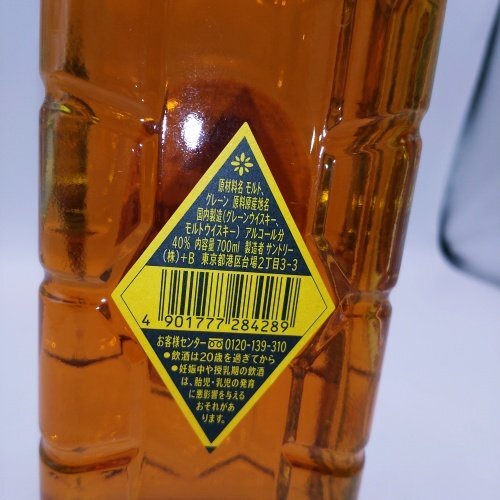 原材料名 モルト、
グレーン 原料原産地名
国内製造(グレーンウイスキー、
モルトウイスキー) アルコール分
40% 内容量700ml 製造者 サントリー
(株)+B 東京都港区台場2丁目3-3
4 901777 284289
お客様センター 0120-139-310
●飲酒は20歳を過ぎてから
●妊娠中や授乳期の飲酒
は、胎児・乳児の発育
に悪影響を与える
おそれがあ
ります。